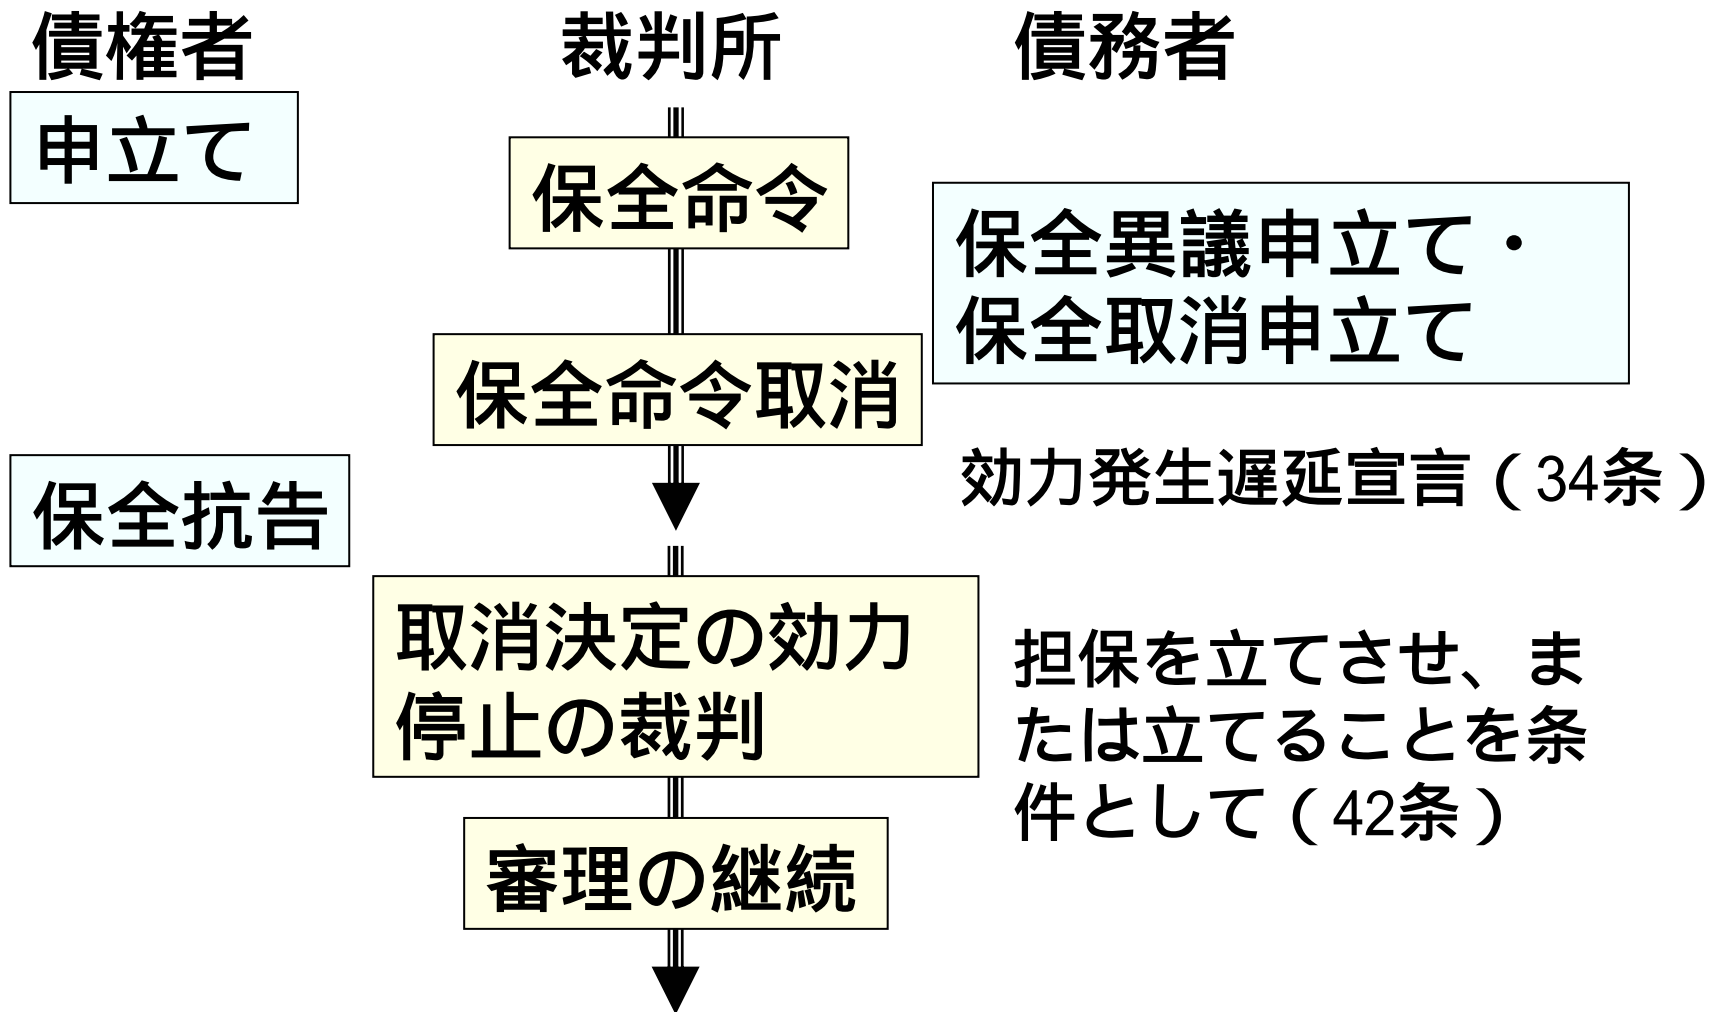 債権者
裁判所
債務者
申立て
保全命令
保全異議申立て・
保全取消申立て
保全命令取消
効力発生遅延宣言（34条）
保全抗告
取消決定の効力
停止の裁判
担保を立てさせ、ま
たは立てることを条
件として（42条）
審理の継続